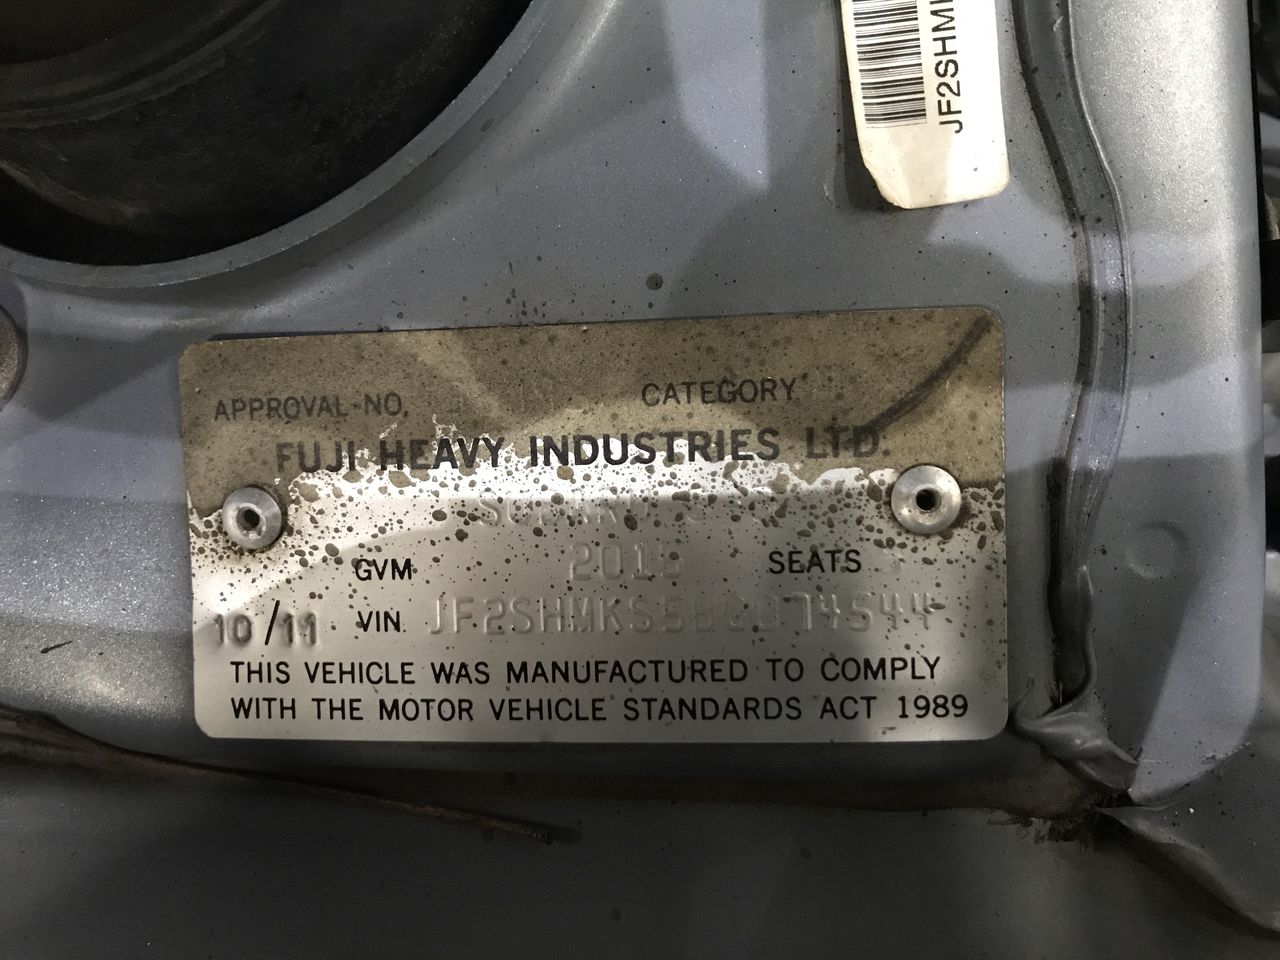 JF2SHM
APPROVAL-NO. CATEGORY
FUJI HEAVY INDUSTRIES LTD.
GVM 2015 SEATS
10/11 VIN
THIS VEHICLE WAS MANUFACTURED TO COMPLY
WITH THE MOTOR VEHICLE STANDARDS ACT 1989